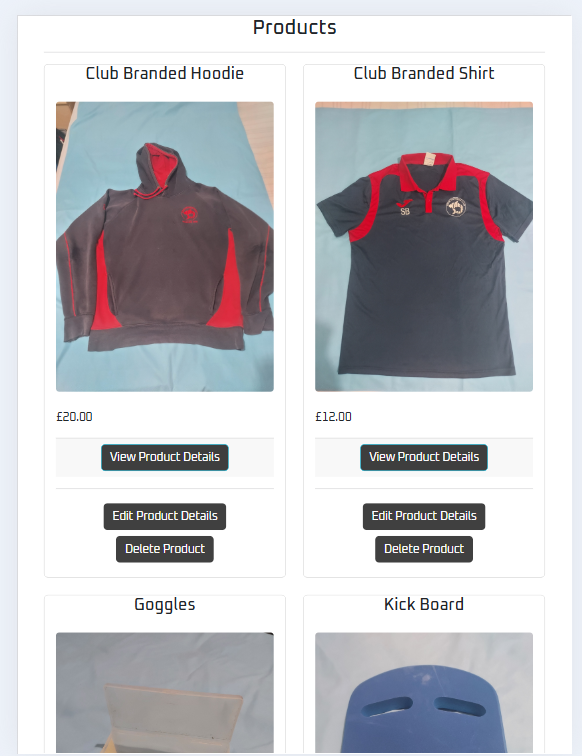 Products
Club Branded Hoodie
Club Branded Shirt
SB
£20.00
£12.00
View Product Details
View Product Details
Edit Product Details
Edit Product Details
Delete Product
Delete Product
Goggles
Kick Board